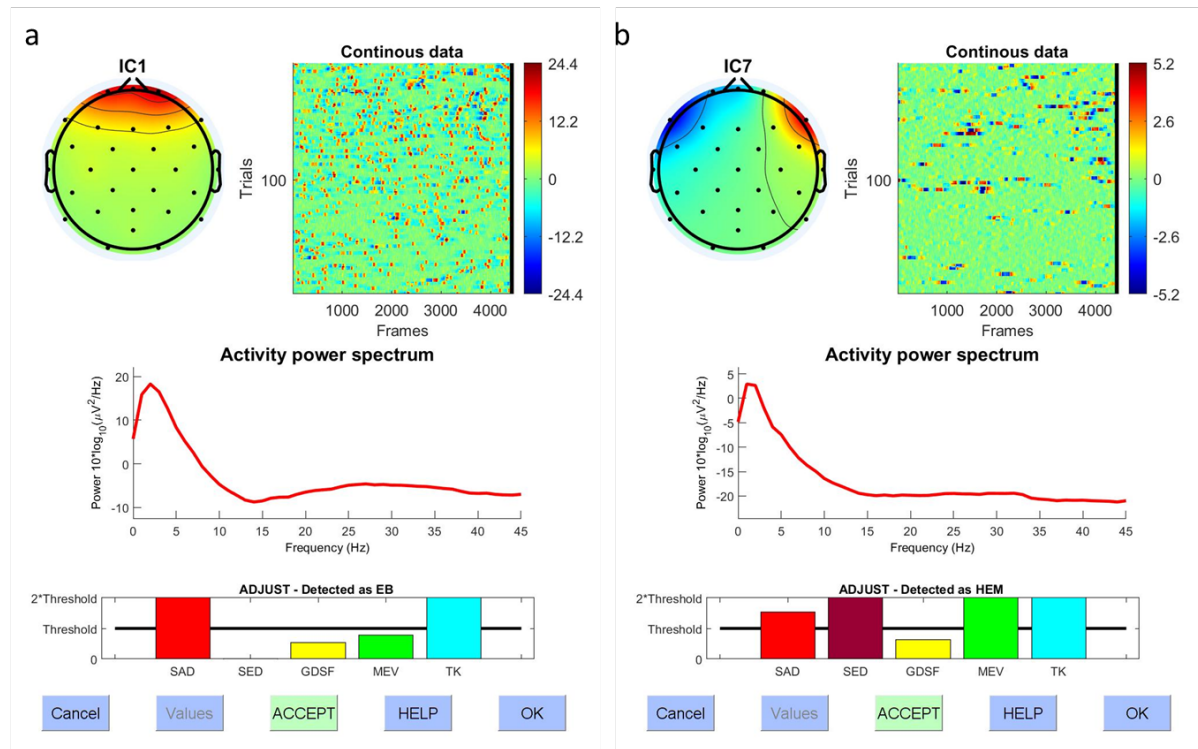 a
IC1
Continous data
24.4
12.2
0
-12.2
-24.4
Trials
100
1000 2000 3000 4000
Frames
Activity power spectrum
Power 10*log10(μV2/Hz)
20
10
0
-10
0 5 10 15 20 25 30 35 40 45
Frequency (Hz)
ADJUST - Detected as EB
2*Threshold
Threshold
0
SAD SED GDSF MEV TK
Cancel Values ACCEPT HELP OK
b
IC7
Continous data
5.2
2.6
0
-2.6
-5.2
Trials
100
1000 2000 3000 4000
Frames
Activity power spectrum
Power 10*log10(μV2/Hz)
5
0
-5
-10
-15
-20
0 5 10 15 20 25 30 35 40 45
Frequency (Hz)
ADJUST - Detected as HEM
2*Threshold
Threshold
0
SAD SED GDSF MEV TK
Cancel Values ACCEPT HELP OK